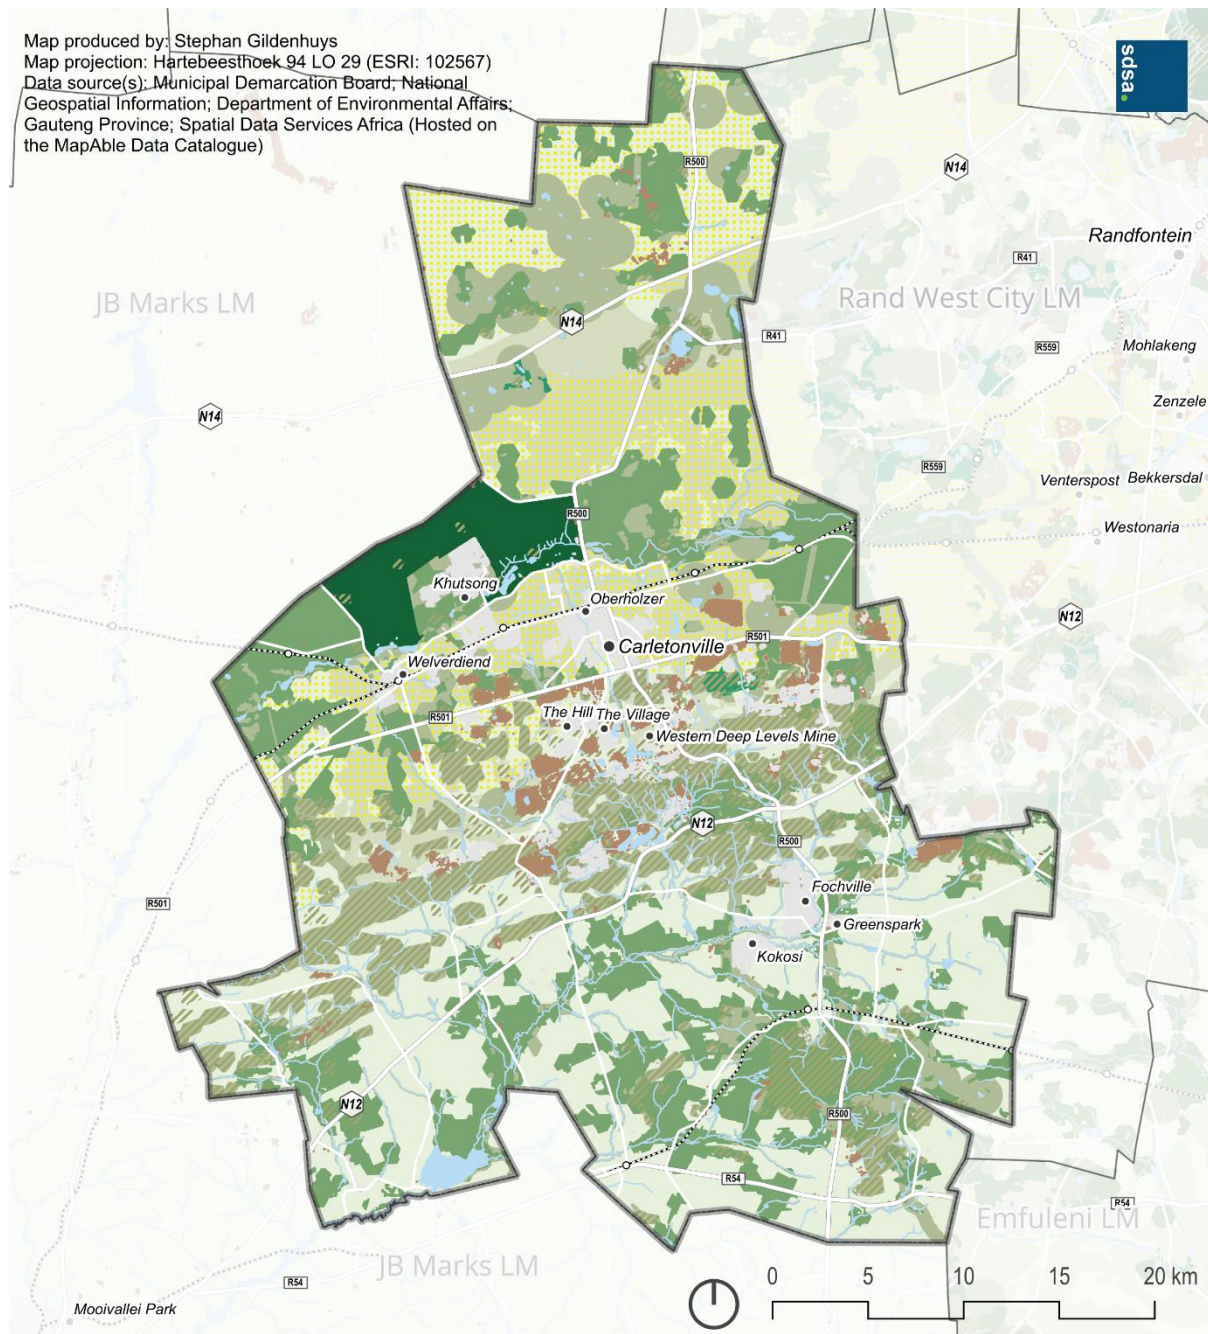 Map produced by: Stephan Gildenhuys
Map projection: Hartebeesthoek 94 LO 29 (ESRI: 102567)
Data source(s): Municipal Demarcation Board; National
Geospatial Information; Department of Environmental Affairs;
Gauteng Province; Spatial Data Services Africa (Hosted on
the MapAble Data Catalogue)
sdsa
R500
N14
Randfontein
R41
JB Marks LM
Rand West City LM
N14
R41
Mohlakeng
R559
Zenzele
N14
R559
Venterspost
Bekkersdal
R500
Westonaria
Khutsong
Oberholzer
N12
Carletonville
R501
Welverdiend
The Hill
The Village
R501
Western Deep Levels Mine
N12
R500
Fochville
R501
Greenspark
Kokosi
N12
R500
R54
R54
Emfuleni LM
JB Marks LM
R54
0 5 10 15 20 km
Mooivallei Park